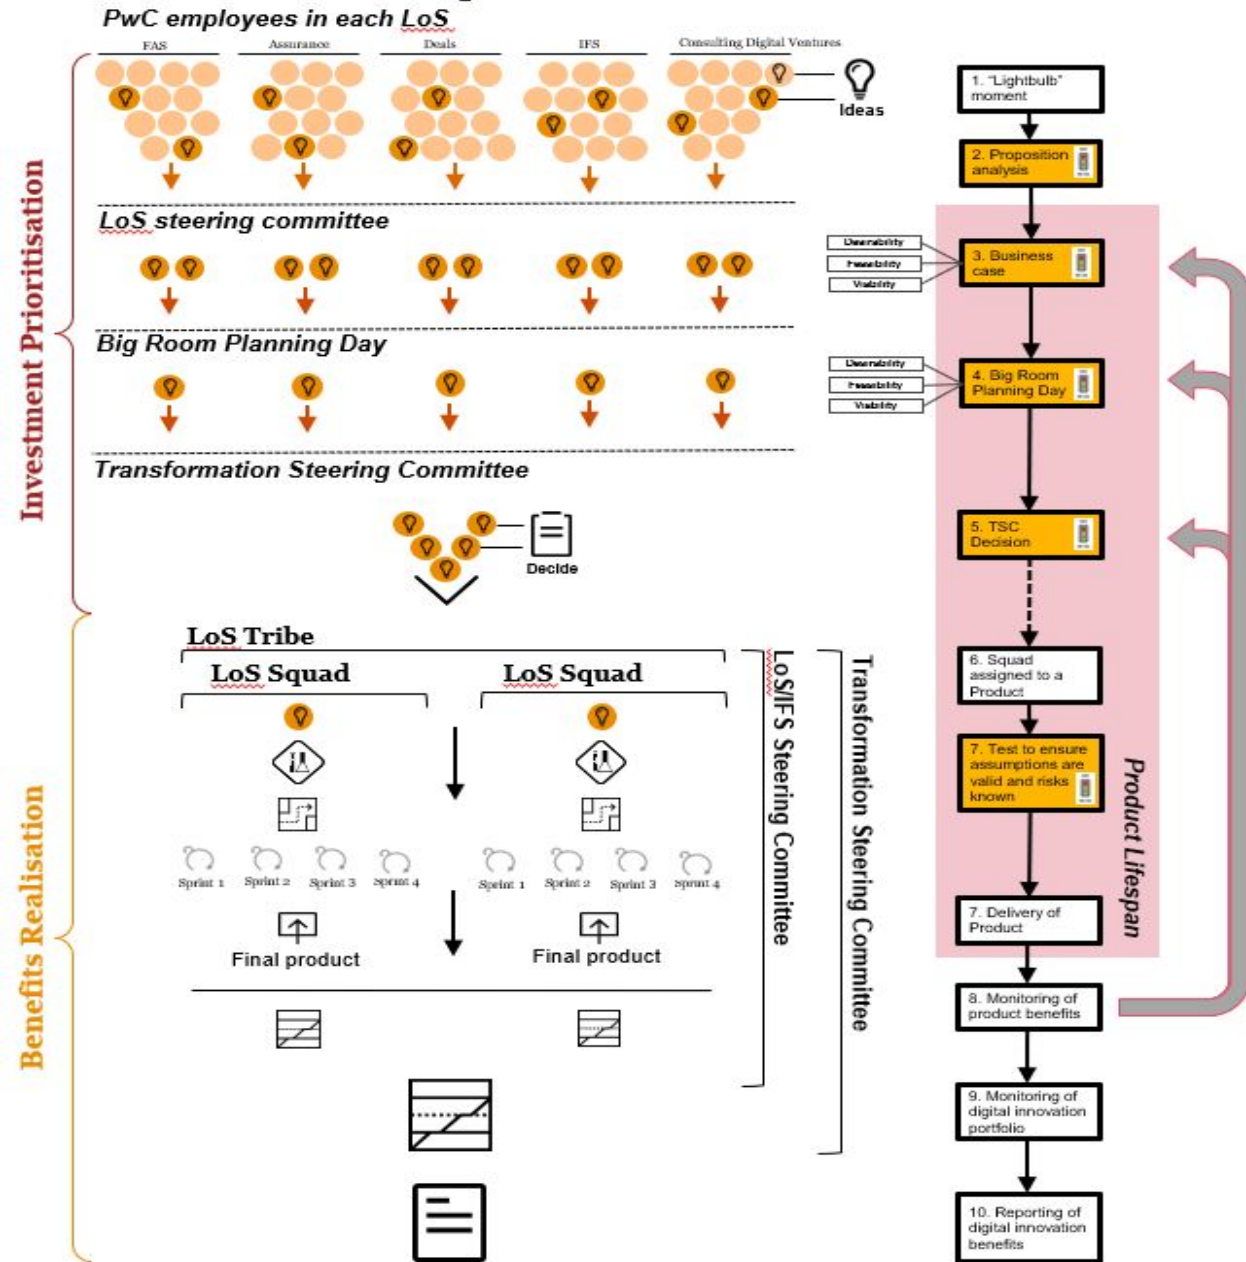 PwC employees in each LoS
FAS
Assurance
Deals
IFS
Consulting Digital Ventures
Ideas
LoS steering committee
Big Room Planning Day
Transformation Steering Committee
Decide
Investment Prioritisation
Benefits Realisation
LoS Tribe
LoS Squad
LoS Squad
Sprint 1
Sprint 2
Sprint 3
Sprint 4
Sprint 1
Sprint 2
Sprint 3
Sprint 4
Final product
Final product
LoS/IFS Steering Committee
Transformation Steering Committee
1. "Lightbulb"
moment
2. Proposition
analysis
Desirability
Feasibility
Viability
3. Business
case
Desirability
Feasibility
Viability
4. Big Room
Planning Day
5. TSC
Decision
6. Squad
assigned to a
Product
7. Test to ensure
assumptions are
valid and risks
known
7. Delivery of
Product
Product Lifespan
8. Monitoring of
product benefits
9. Monitoring of
digital innovation
portfolio
10. Reporting of
digital innovation
benefits